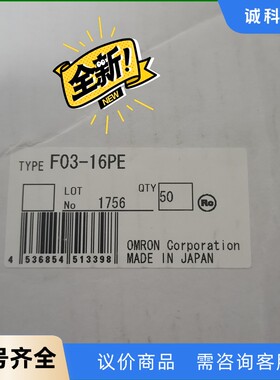 诚科
全新!
NEW
TYPE F03-16PE
LOT No 1756
QTY 50
Ro
4 536854 513398
OMRON Corporation
MADE IN JAPAN
号齐全
议价商品
需咨询客